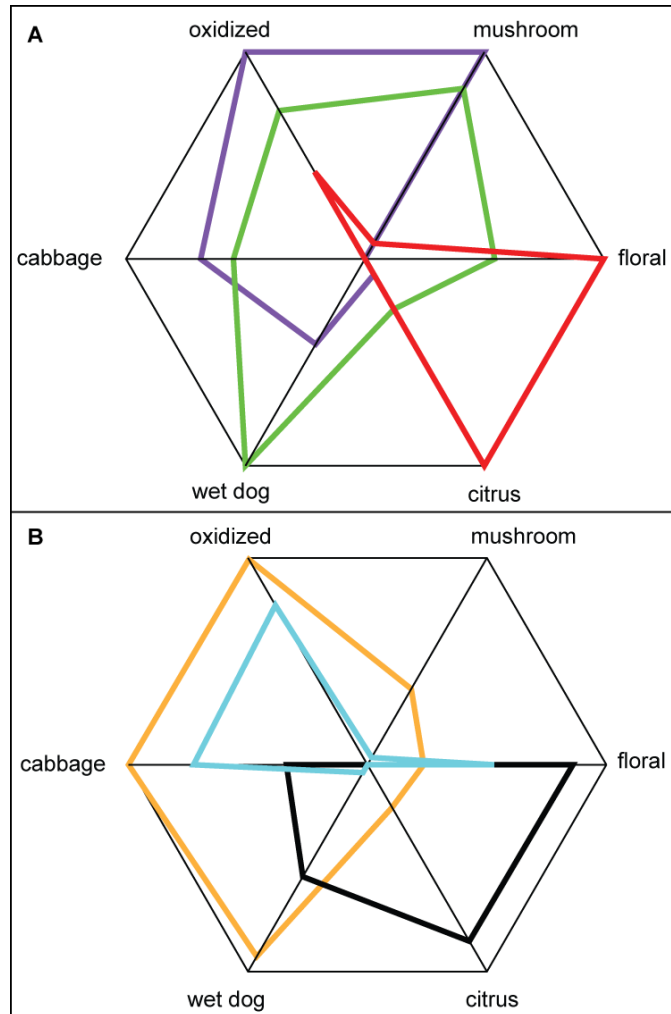 A
oxidized mushroom
cabbage floral
wet dog citrus
B
oxidized mushroom
cabbage floral
wet dog citrus